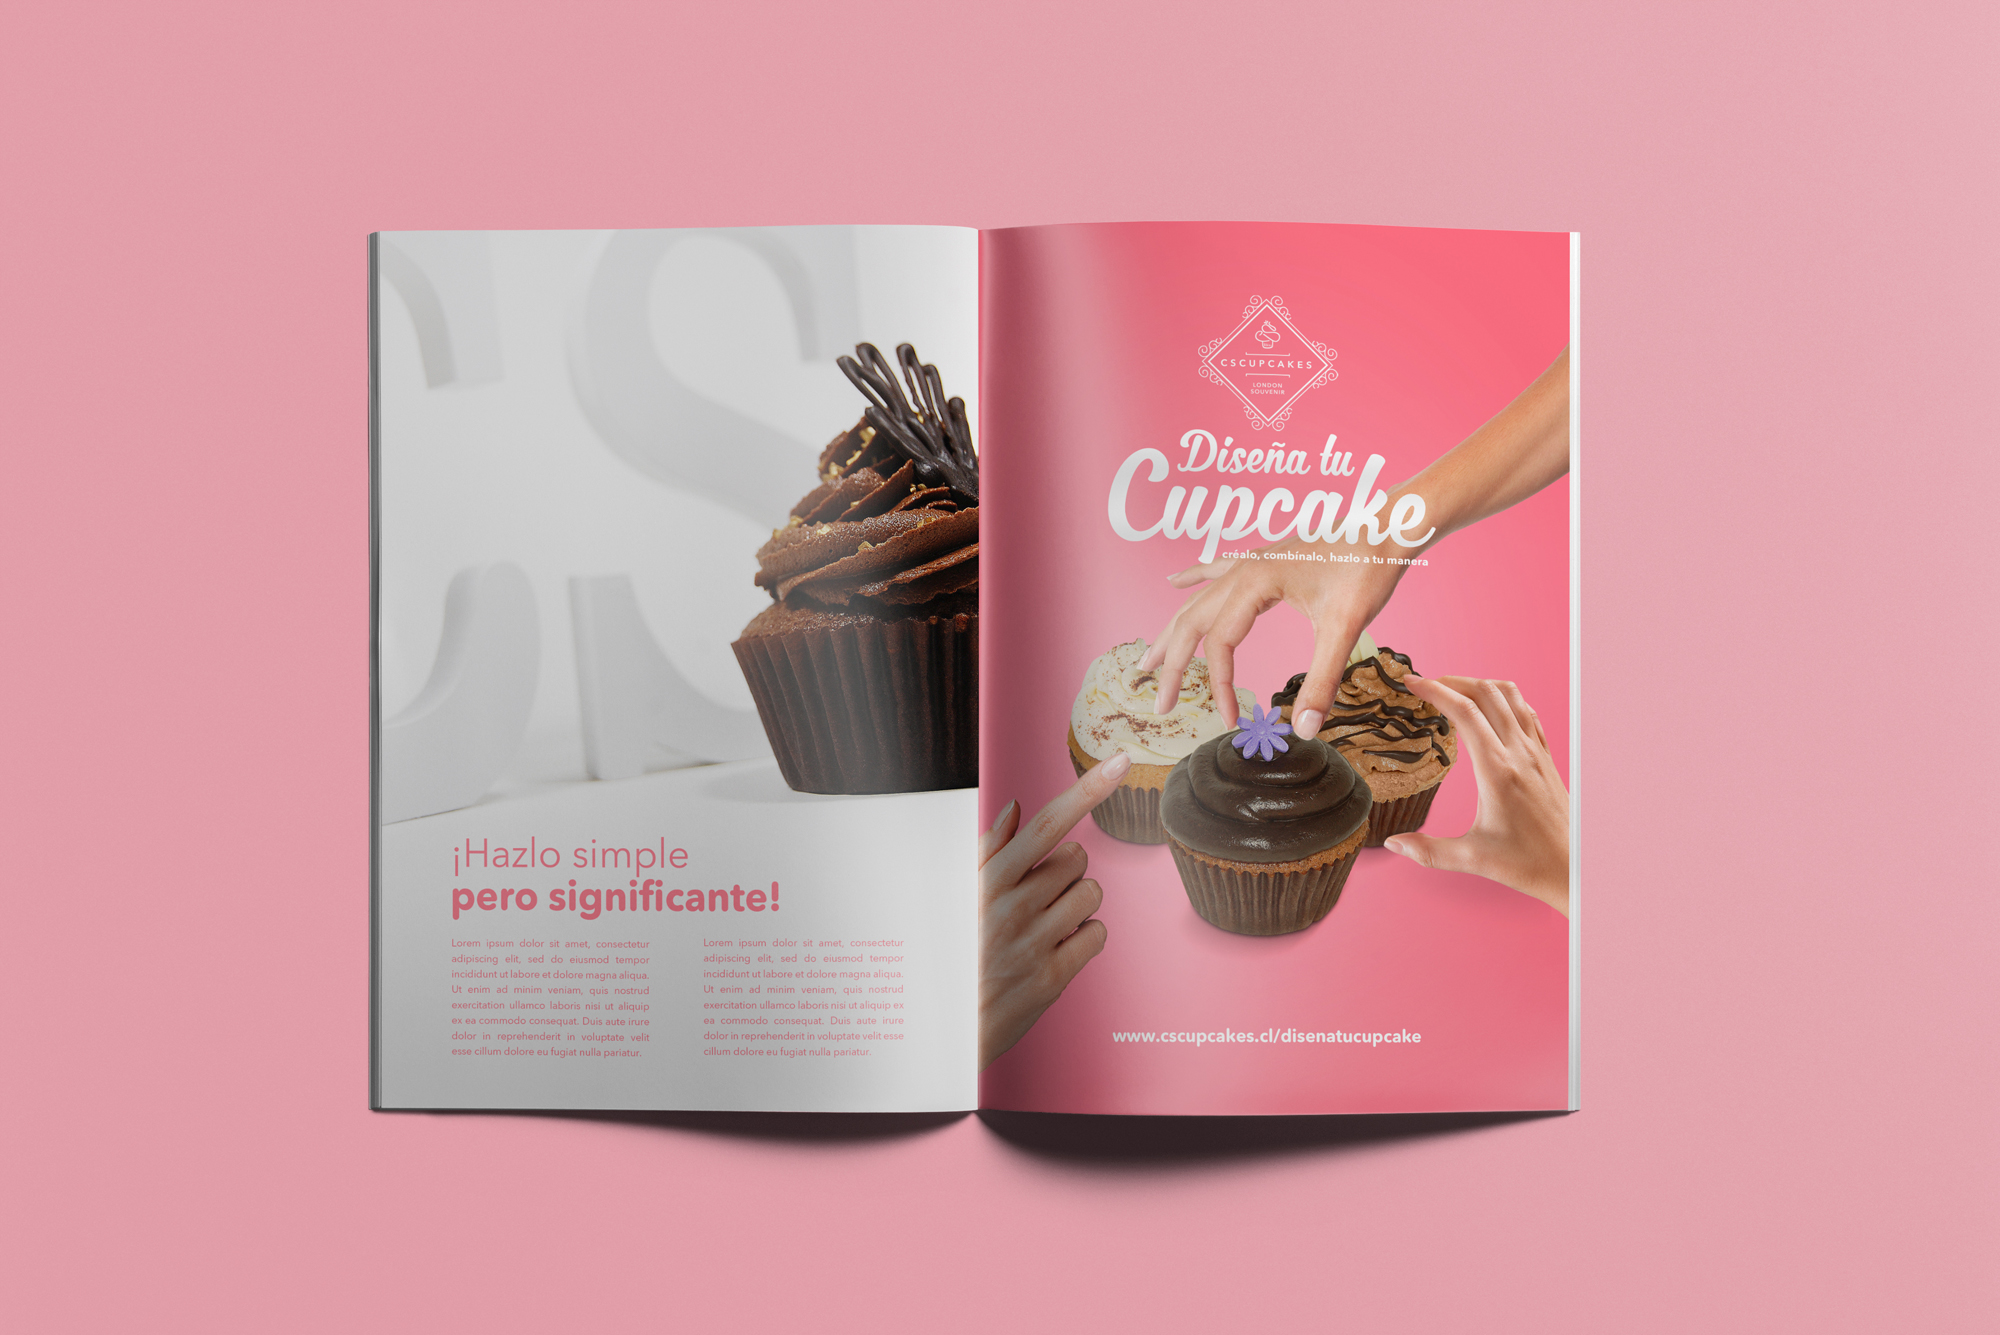 ¡Hazlo simple
pero significante!
Lorem ipsum dolor sit amet, consectetur
adipiscing elit, sed do eiusmod tempor
incididunt ut labore et dolore magna aliqua.
Ut enim ad minim veniam, quis nostrud
exercitation ullamco laboris nisi ut aliquip
ex ea commodo consequat. Duis aute irure
dolor in reprehenderit in voluptate velit
esse cillum dolore eu fugiat nulla pariatur.
Lorem ipsum dolor sit amet, consectetur
adipiscing elit, sed do eiusmod tempor
incididunt ut labore et dolore magna aliqua.
Ut enim ad minim veniam, quis nostrud
exercitation ullamco laboris nisi ut aliquip ex
ea commodo consequat. Duis aute irure
dolor in reprehenderit in voluptate velit esse
cillum dolore eu fugiat nulla pariatur.
CSCUPCAKES
LONDON
SOUVENIR
Diseña tu
Cupcake
créalo, combínalo, hazlo a tu manera
www.cscupcakes.cl/disenatucupcake